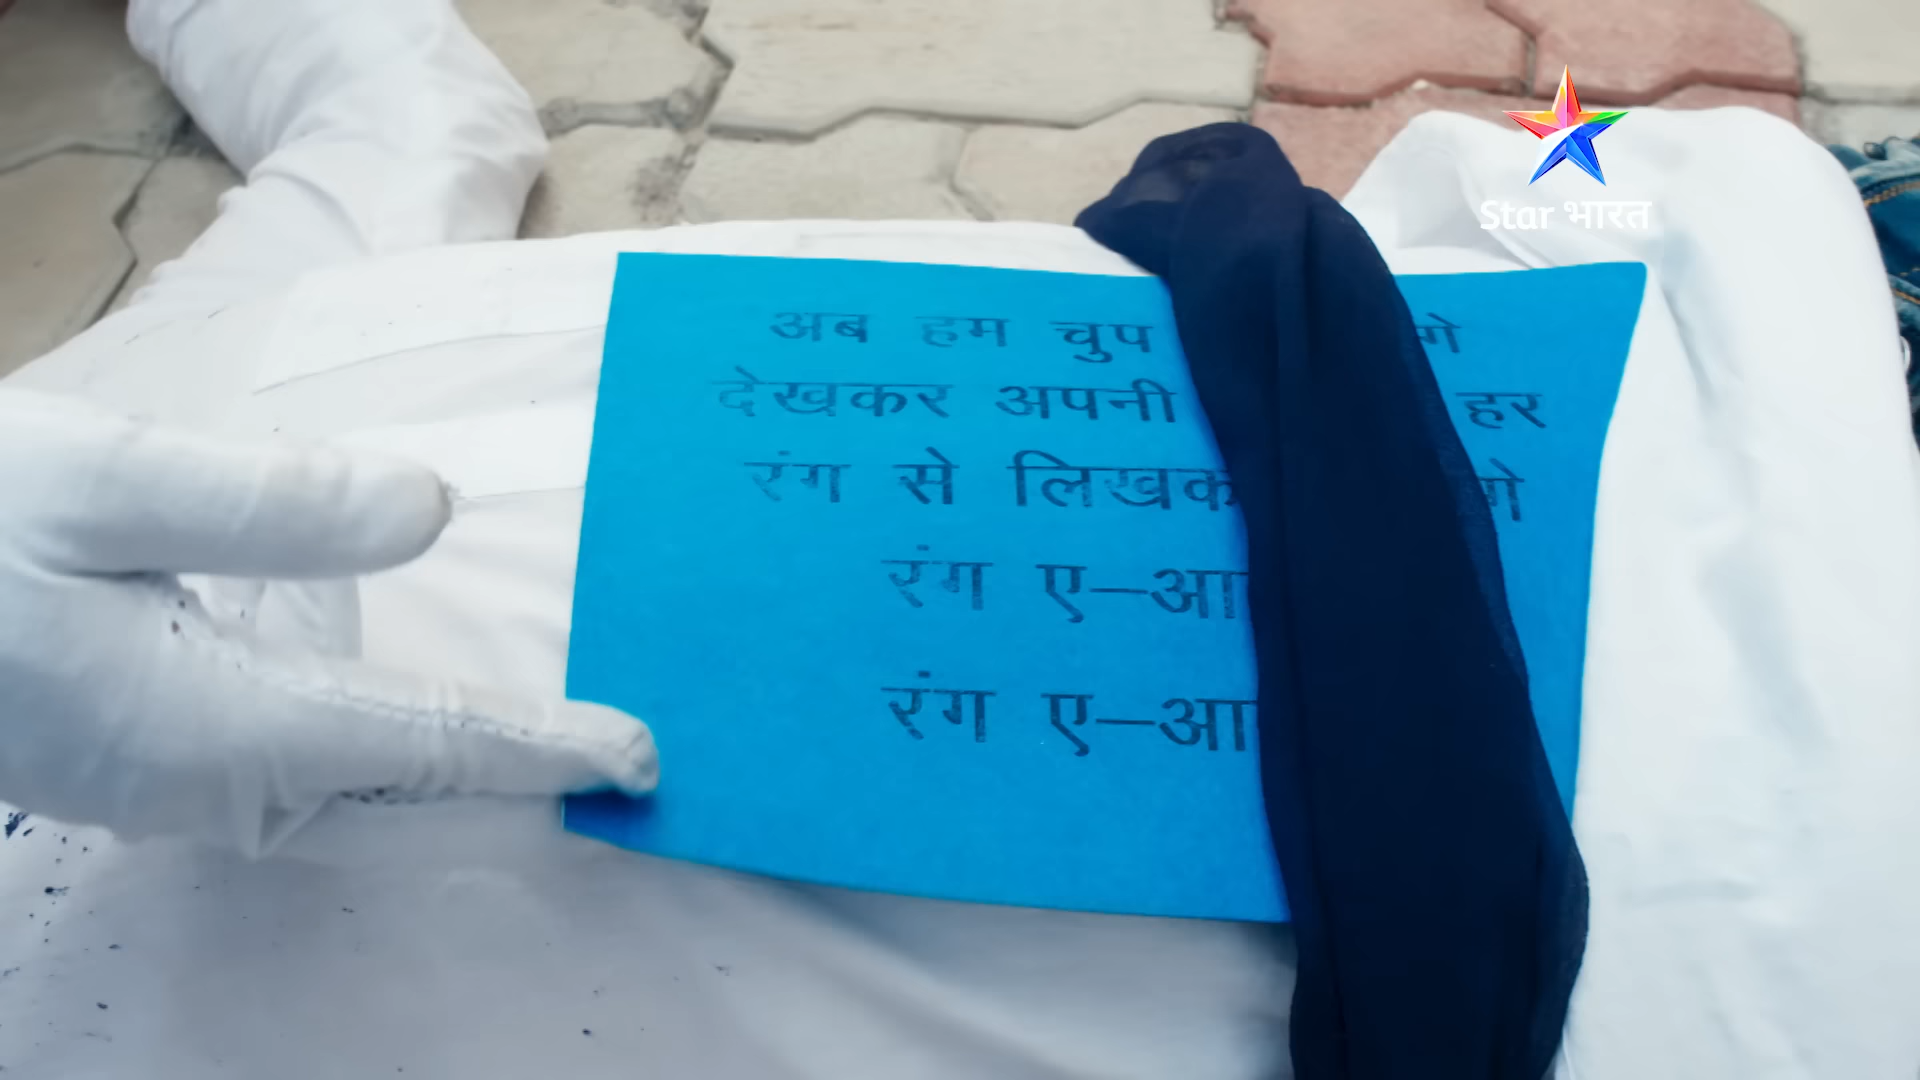 Star भारत
अब हम चुप
देखकर अपनी हर
रंग से लिखक
रंग ए–आ
रंग ए–आ